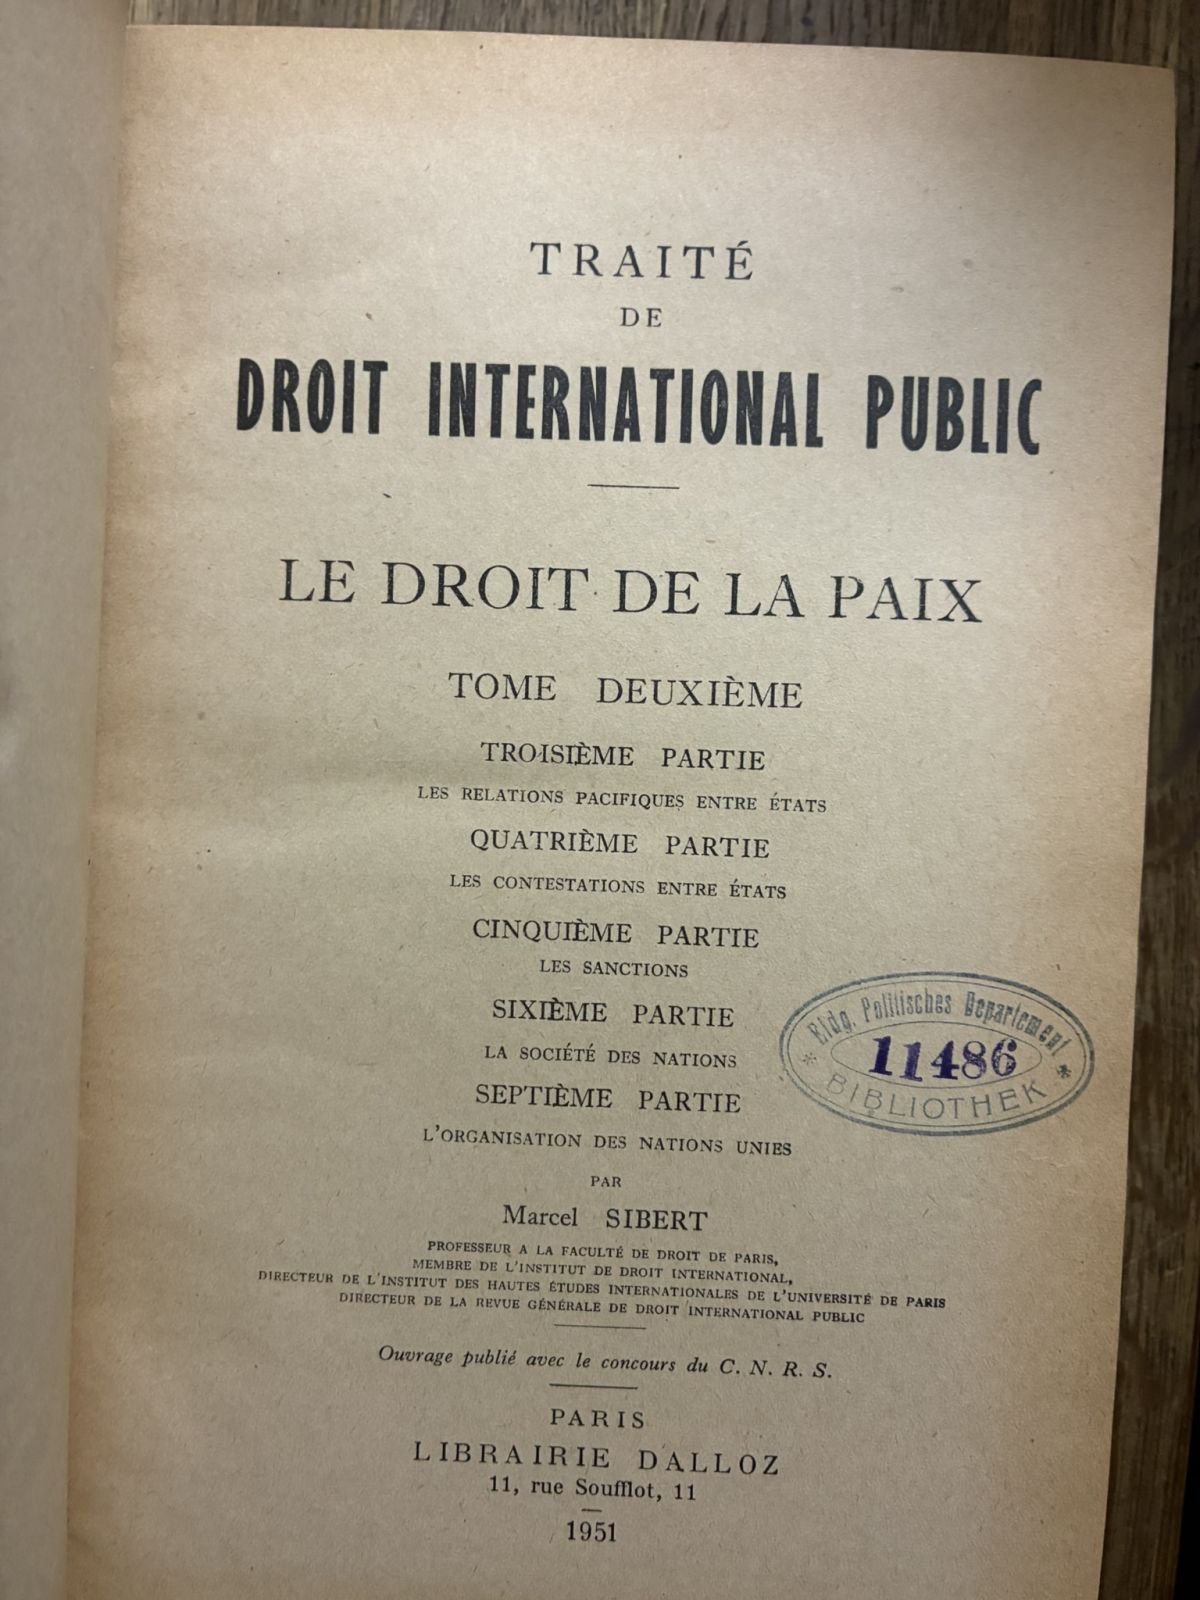 TRAITÉ
DE
DROIT INTERNATIONAL PUBLIC
LE DROIT DE LA PAIX
TOME DEUXIÈME
TROISIÈME PARTIE
LES RELATIONS PACIFIQUES ENTRE ÉTATS
QUATRIÈME PARTIE
LES CONTESTATIONS ENTRE ÉTATS
CINQUIÈME PARTIE
LES SANCTIONS
SIXIÈME PARTIE
LA SOCIÉTÉ DES NATIONS
SEPTIÈME PARTIE
L'ORGANISATION DES NATIONS UNIES
Eidg. Politisches Departement
11486
* BIBLIOTHEK *
PAR
Marcel SIBERT
PROFESSEUR A LA FACULTÉ DE DROIT DE PARIS,
MEMBRE DE L'INSTITUT DE DROIT INTERNATIONAL,
DIRECTEUR DE L'INSTITUT DES HAUTES ÉTUDES INTERNATIONALES DE L'UNIVERSITÉ DE PARIS
DIRECTEUR DE LA REVUE GÉNÉRALE DE DROIT INTERNATIONAL PUBLIC
Ouvrage publié avec le concours du C. N. R. S.
PARIS
LIBRAIRIE DALLOZ
11, rue Soufflot, 11
1951